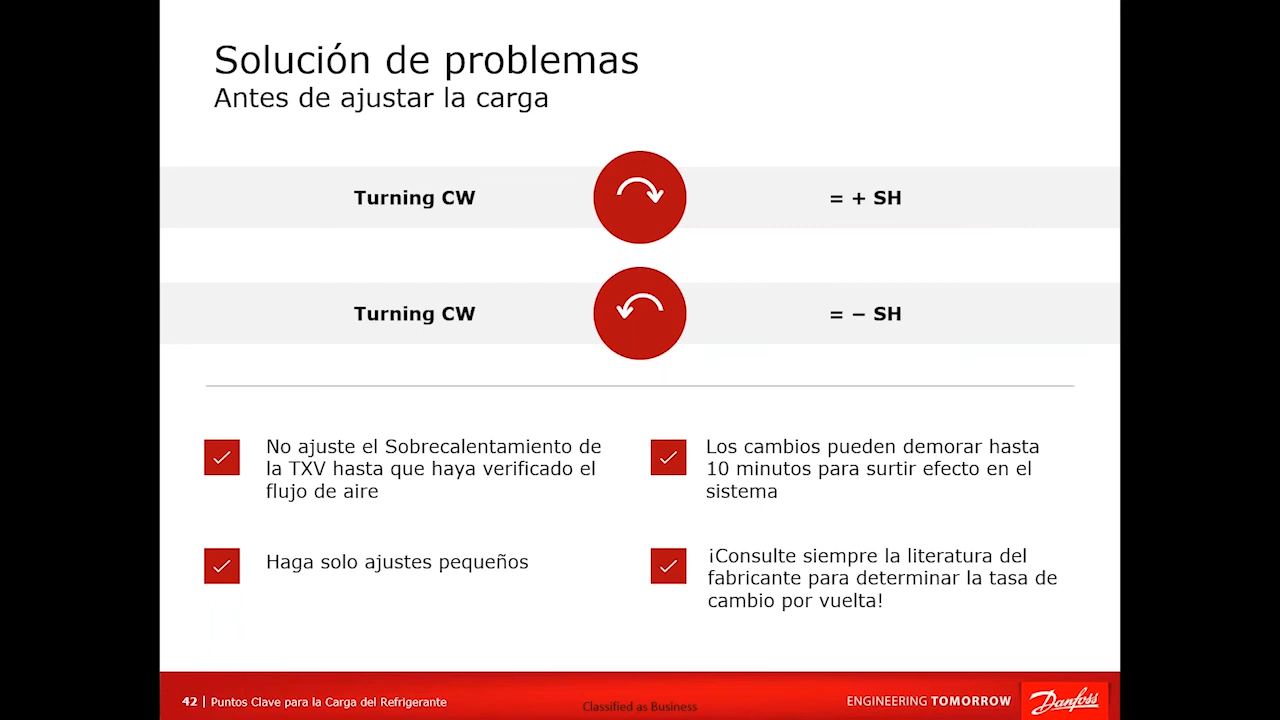 Solución de problemas
Antes de ajustar la carga
Turning CW = + SH
Turning CW = − SH
No ajuste el Sobrecalentamiento de
la TXV hasta que haya verificado el
flujo de aire
Los cambios pueden demorar hasta
10 minutos para surtir efecto en el
sistema
Haga solo ajustes pequeños
¡Consulte siempre la literatura del
fabricante para determinar la tasa de
cambio por vuelta!
42 | Puntos Clave para la Carga del Refrigerante
Classified as Business
ENGINEERING TOMORROW
Danfoss